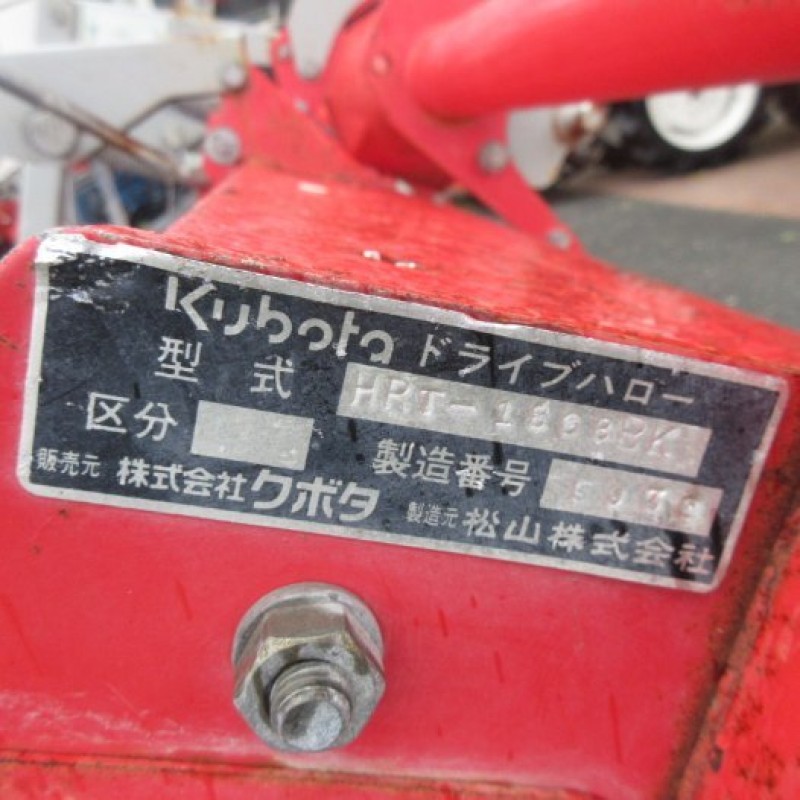 Kubota ドライブハロー
型式 HRT-1808BK
区分
製造番号
販売元 株式会社クボタ 製造元 松山株式会社